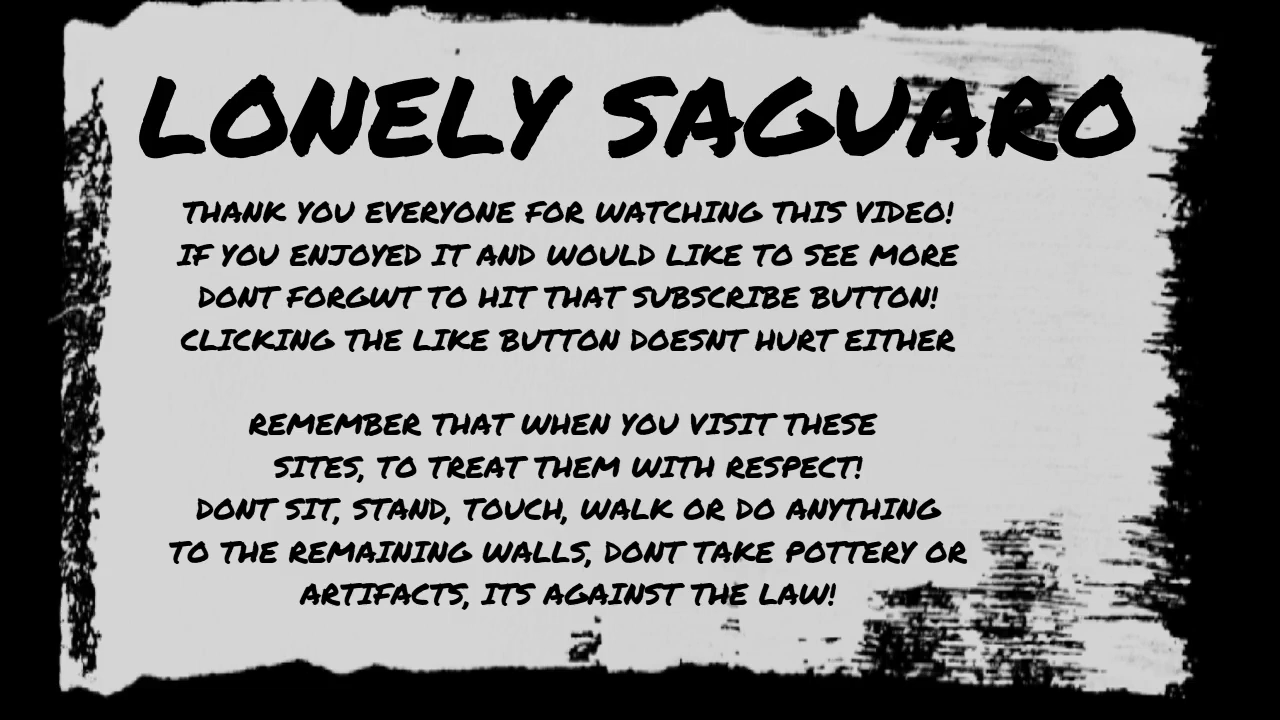 LONELY SAGUARO
THANK YOU EVERYONE FOR WATCHING THIS VIDEO!
IF YOU ENJOYED IT AND WOULD LIKE TO SEE MORE
DONT FORGWT TO HIT THAT SUBSCRIBE BUTTON!
CLICKING THE LIKE BUTTON DOESNT HURT EITHER
REMEMBER THAT WHEN YOU VISIT THESE
SITES, TO TREAT THEM WITH RESPECT!
DONT SIT, STAND, TOUCH, WALK OR DO ANYTHING
TO THE REMAINING WALLS, DONT TAKE POTTERY OR
ARTIFACTS, ITS AGAINST THE LAW!